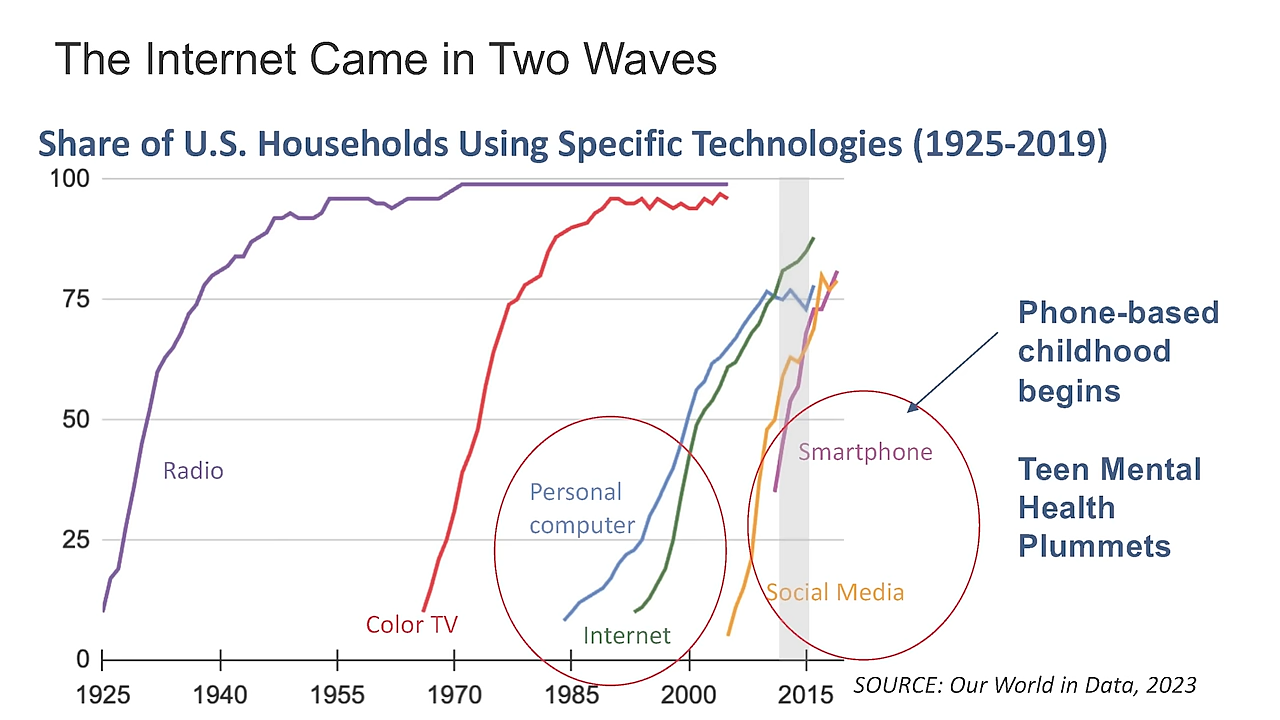 The Internet Came in Two Waves
Share of U.S. Households Using Specific Technologies (1925-2019)
100
75
50
25
0
Radio
Color TV
Personal
computer
Internet
Smartphone
Social Media
1925 1940 1955 1970 1985 2000 2015
Phone-based
childhood
begins
Teen Mental
Health
Plummets
SOURCE: Our World in Data, 2023